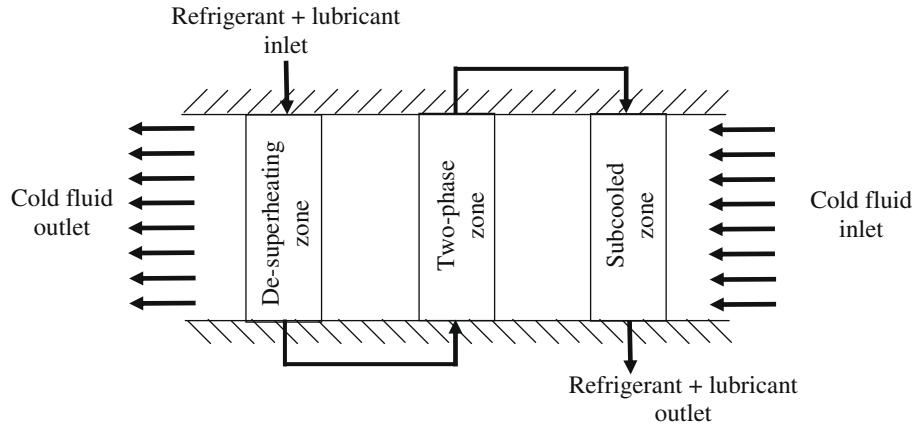 Refrigerant + lubricant
inlet
Cold fluid
outlet
De-superheating
zone
Two-phase
zone
Subcooled
zone
Cold fluid
inlet
Refrigerant + lubricant
outlet